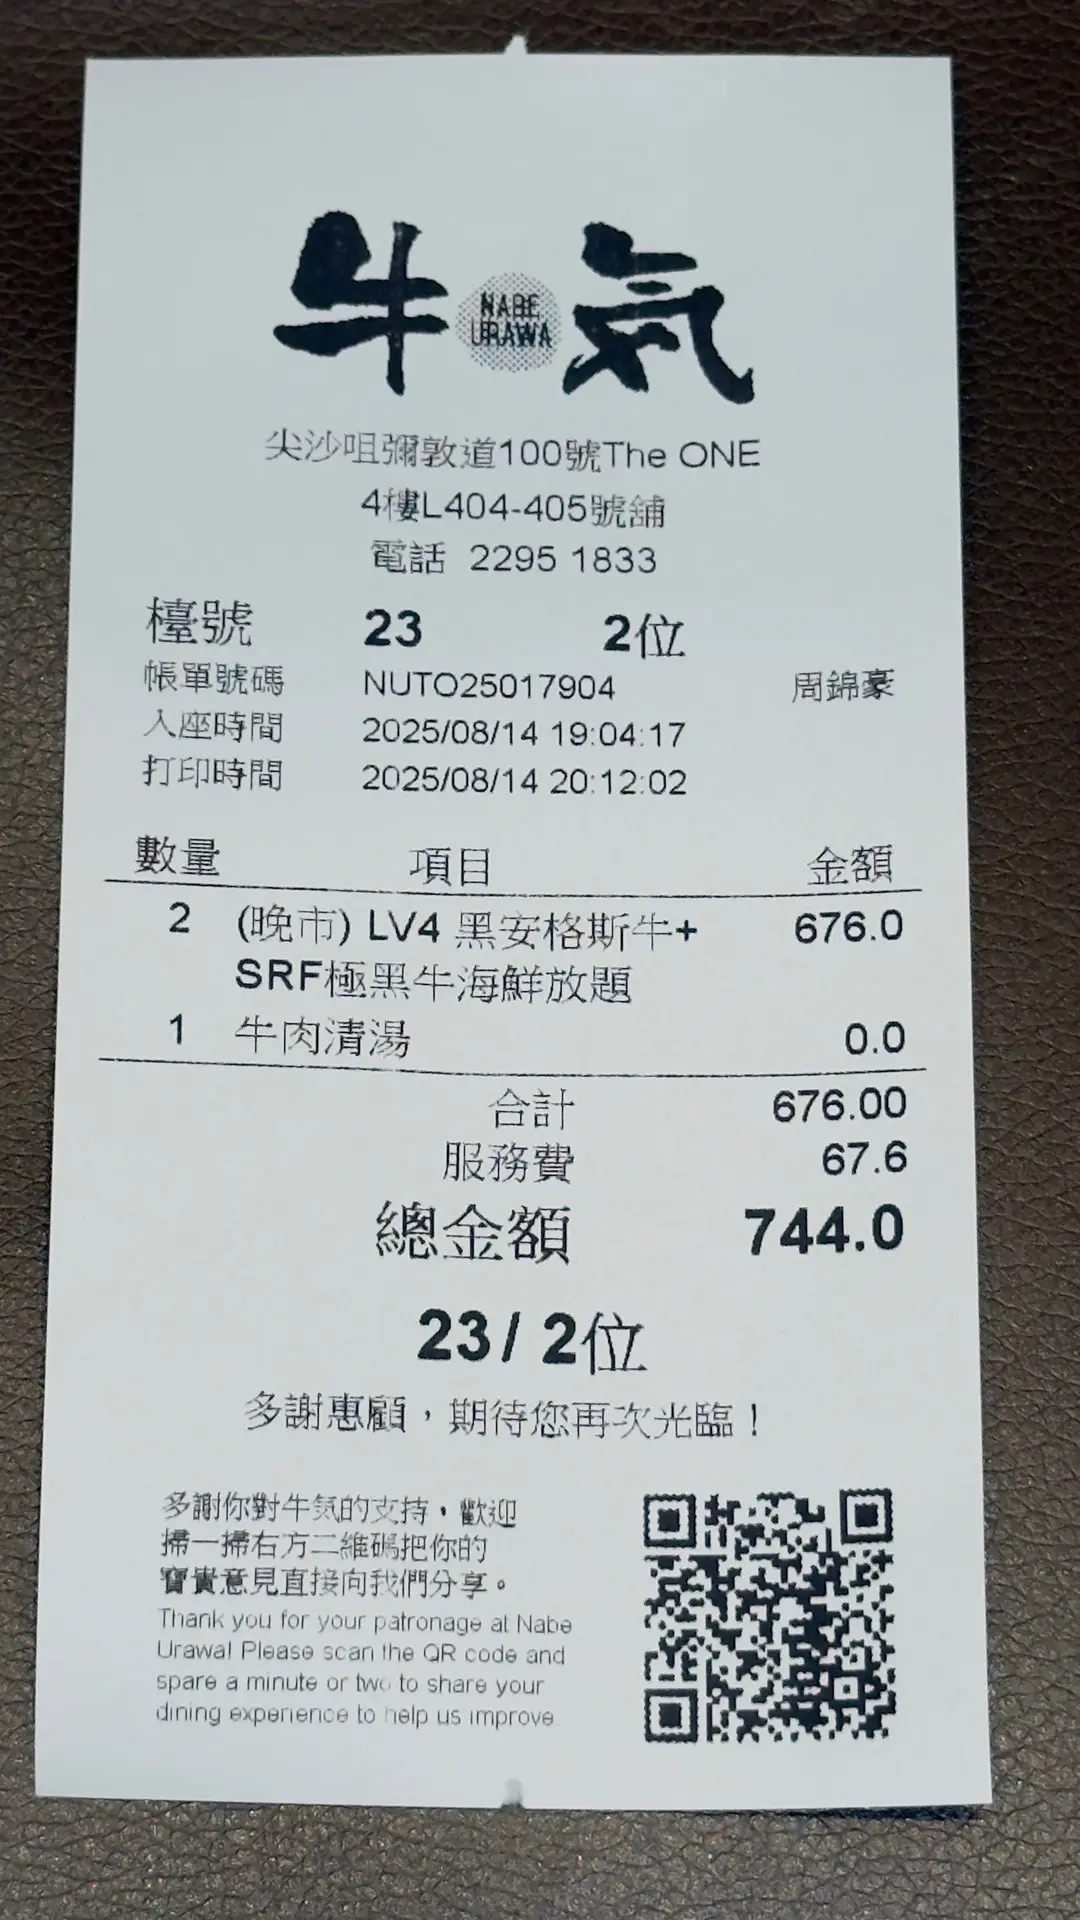 牛 NABE URAWA 気
尖沙咀彌敦道100號The ONE
4樓L404-405號舖
電話 2295 1833
檯號 23 2位
帳單號碼 NUTO25017904 周錦豪
入座時間 2025/08/14 19:04:17
打印時間 2025/08/14 20:12:02
數量 項目 金額
2 (晚市) LV4 黑安格斯牛+ 676.0
SRF極黑牛海鮮放題
1 牛肉清湯 0.0
合計 676.00
服務費 67.6
總金額 744.0
23/ 2位
多謝惠顧，期待您再次光臨！
多謝你對牛気的支持，歡迎
掃一掃右方二維碼把你的
寶貴意見直接向我們分享。
Thank you for your patronage at Nabe
Urawa! Please scan the QR code and
spare a minute or two to share your
dining experience to help us improve.